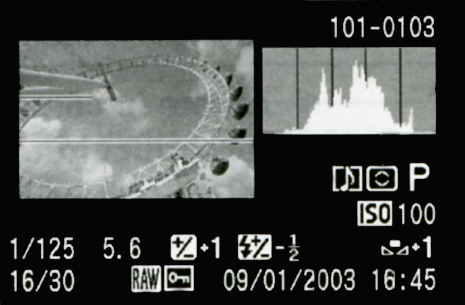 101-0103
P
ISO 100
1/125 5.6 +1 -1/2 +1
16/30 RAW 09/01/2003 16:45